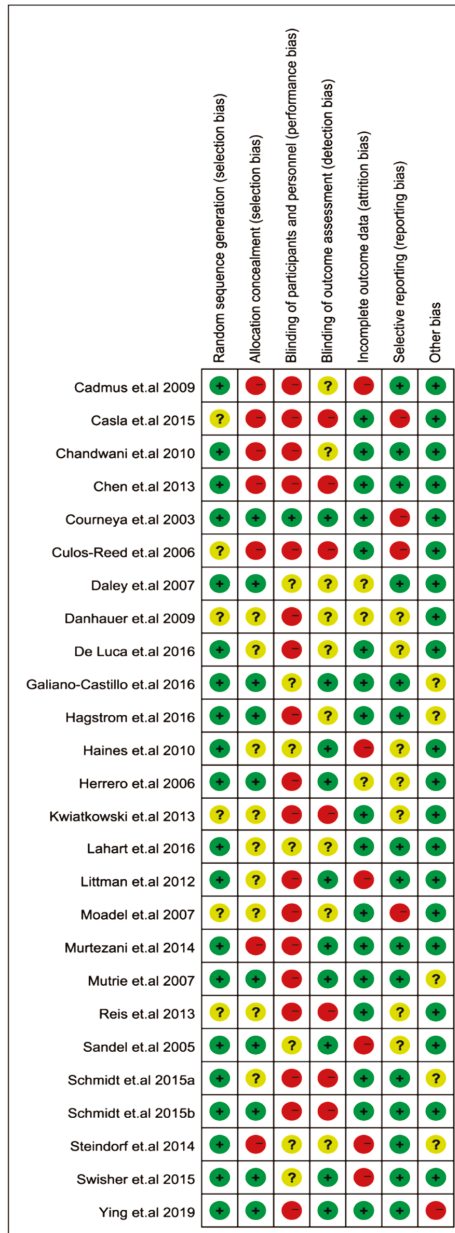 Random sequence generation (selection bias)
Allocation concealment (selection bias)
Blinding of participants and personnel (performance bias)
Blinding of outcome assessment (detection bias)
Incomplete outcome data (attrition bias)
Selective reporting (reporting bias)
Other bias
Cadmus et.al 2009 + - - ? - + +
Casla et.al 2015 ? - - - + - +
Chandwani et.al 2010 + - - ? + + +
Chen et.al 2013 + - - - + + +
Courneya et.al 2003 + + + + + - +
Culos-Reed et.al 2006 ? - - - + - +
Daley et.al 2007 + + ? ? ? + +
Danhauer et.al 2009 ? ? - ? ? ? +
De Luca et.al 2016 + ? - ? + ? +
Galiano-Castillo et.al 2016 + + ? + + + ?
Hagstrom et.al 2016 + + - ? + + ?
Haines et.al 2010 + ? ? + - ? +
Herrero et.al 2006 + + - + ? ? +
Kwiatkowski et.al 2013 ? ? - - + ? +
Lahart et.al 2016 + ? ? ? + + +
Littman et.al 2012 + ? - + - + +
Moadel et.al 2007 ? ? - ? + - +
Murtezani et.al 2014 + - - + + + +
Mutrie et.al 2007 + + - + + + ?
Reis et.al 2013 ? ? - - + ? +
Sandel et.al 2005 + + ? + - ? +
Schmidt et.al 2015a + ? - - + + ?
Schmidt et.al 2015b + + - - + + +
Steindorf et.al 2014 + - ? ? - + ?
Swisher et.al 2015 + + ? + - + +
Ying et.al 2019 + + - + + + -